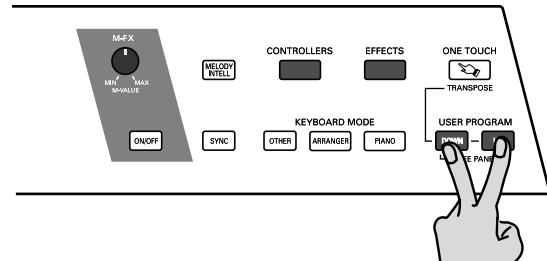 M-FX
MIN MAX
M-VALUE
ON/OFF
MELODY
INTELL
SYNC
CONTROLLERS
EFFECTS
ONE TOUCH
TRANSPOSE
KEYBOARD MODE
OTHER
ARRANGER
PIANO
USER PROGRAM
DOWN